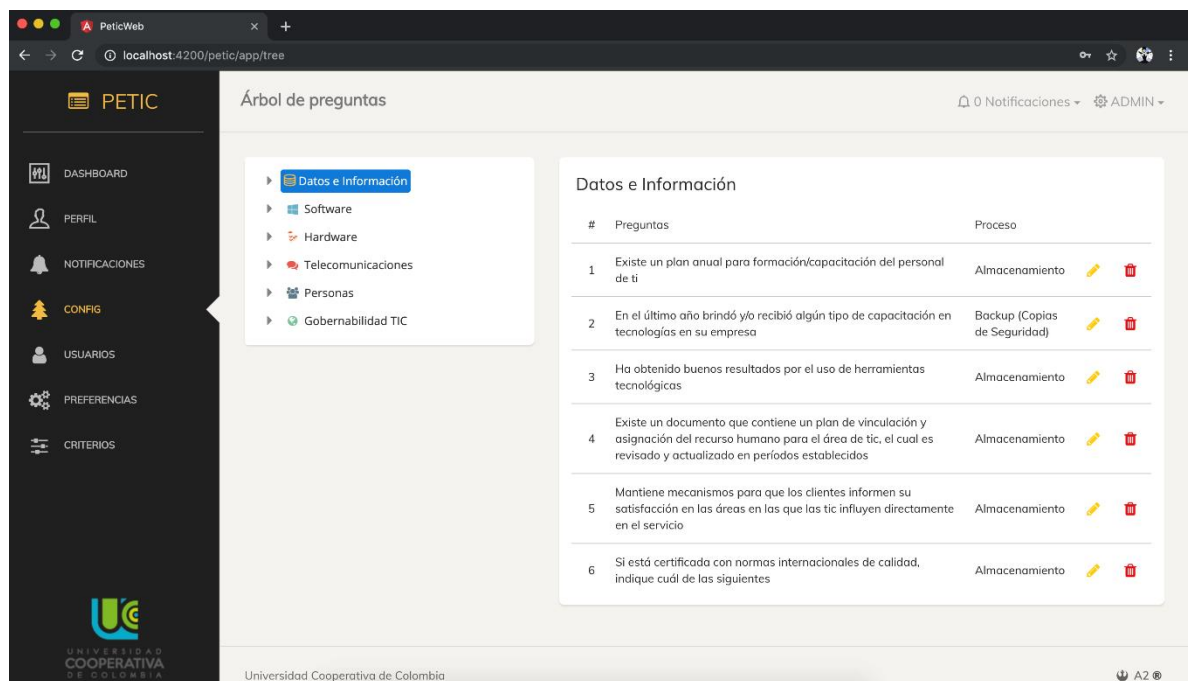 PeticWeb
localhost:4200/petic/app/tree
PETIC
Árbol de preguntas
0 Notificaciones
ADMIN
DASHBOARD
PERFIL
NOTIFICACIONES
CONFIG
USUARIOS
PREFERENCIAS
CRITERIOS
UNIVERSIDAD
COOPERATIVA
DE COLOMBIA
Datos e Información
Software
Hardware
Telecomunicaciones
Personas
Gobernabilidad TIC
Datos e Información
# Preguntas Proceso
1 Existe un plan anual para formación/capacitación del personal
de ti
Almacenamiento
2 En el último año brindó y/o recibió algún tipo de capacitación en
tecnologías en su empresa
Backup (Copias
de Seguridad)
3 Ha obtenido buenos resultados por el uso de herramientas
tecnológicas
Almacenamiento
4 Existe un documento que contiene un plan de vinculación y
asignación del recurso humano para el área de tic, el cual es
revisado y actualizado en períodos establecidos
Almacenamiento
5 Mantiene mecanismos para que los clientes informen su
satisfacción en las áreas en las que las tic influyen directamente
en el servicio
Almacenamiento
6 Si está certificada con normas internacionales de calidad,
indique cuál de las siguientes
Almacenamiento
Universidad Cooperativa de Colombia
A2 ®